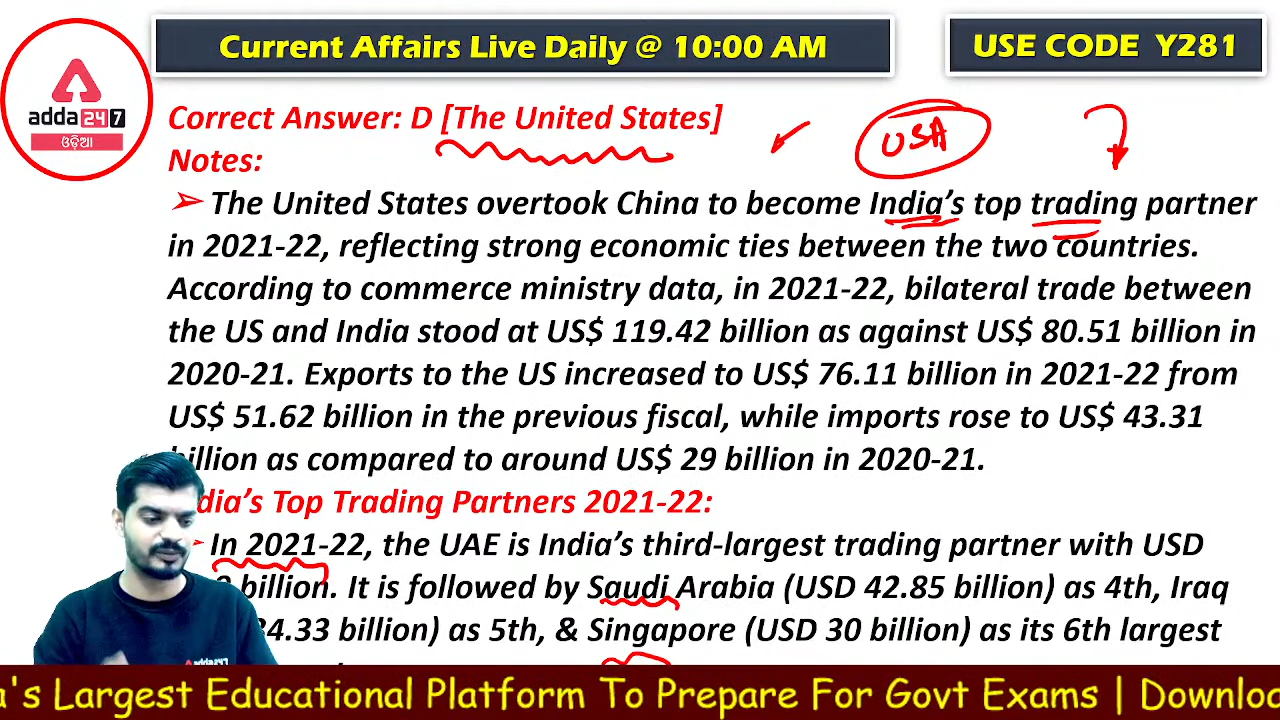 Current Affairs Live Daily @ 10:00 AM
USE CODE Y281
adda247
ଓଡ଼ିଆ
Correct Answer: D [The United States]
USA
Notes:
➢ The United States overtook China to become India's top trading partner
in 2021-22, reflecting strong economic ties between the two countries.
According to commerce ministry data, in 2021-22, bilateral trade between
the US and India stood at US$ 119.42 billion as against US$ 80.51 billion in
2020-21. Exports to the US increased to US$ 76.11 billion in 2021-22 from
US$ 51.62 billion in the previous fiscal, while imports rose to US$ 43.31
billion as compared to around US$ 29 billion in 2020-21.
dia's Top Trading Partners 2021-22:
In 2021-22, the UAE is India's third-largest trading partner with USD
billion. It is followed by Saudi Arabia (USD 42.85 billion) as 4th, Iraq
34.33 billion) as 5th, & Singapore (USD 30 billion) as its 6th largest
adda247
a's Largest Educational Platform To Prepare For Govt Exams | Downloa